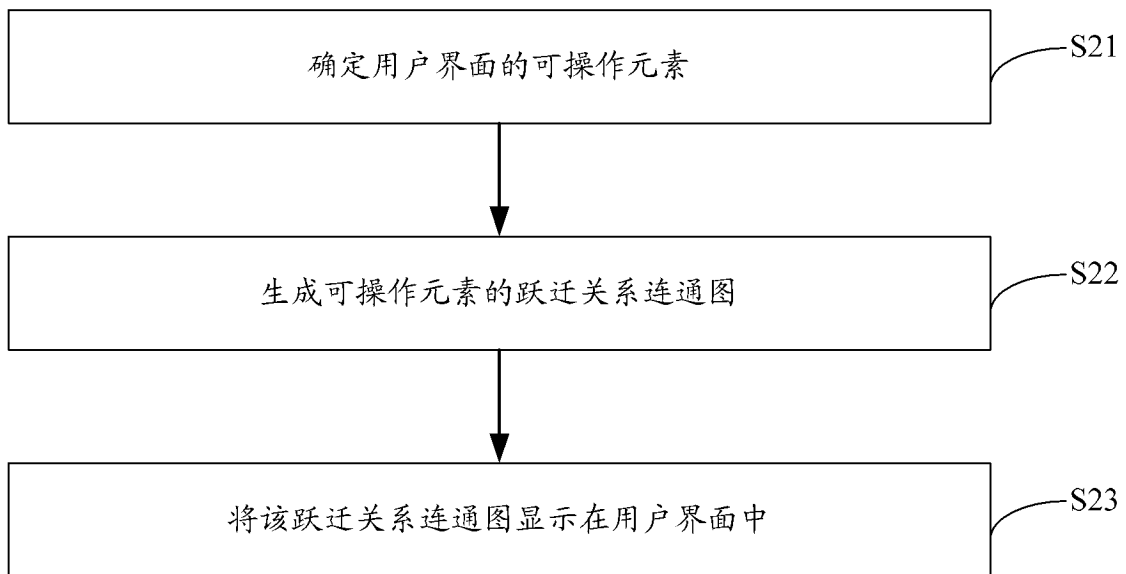 确定用户界面的可操作元素
S21
生成可操作元素的跃迁关系连通图
S22
将该跃迁关系连通图显示在用户界面中
S23